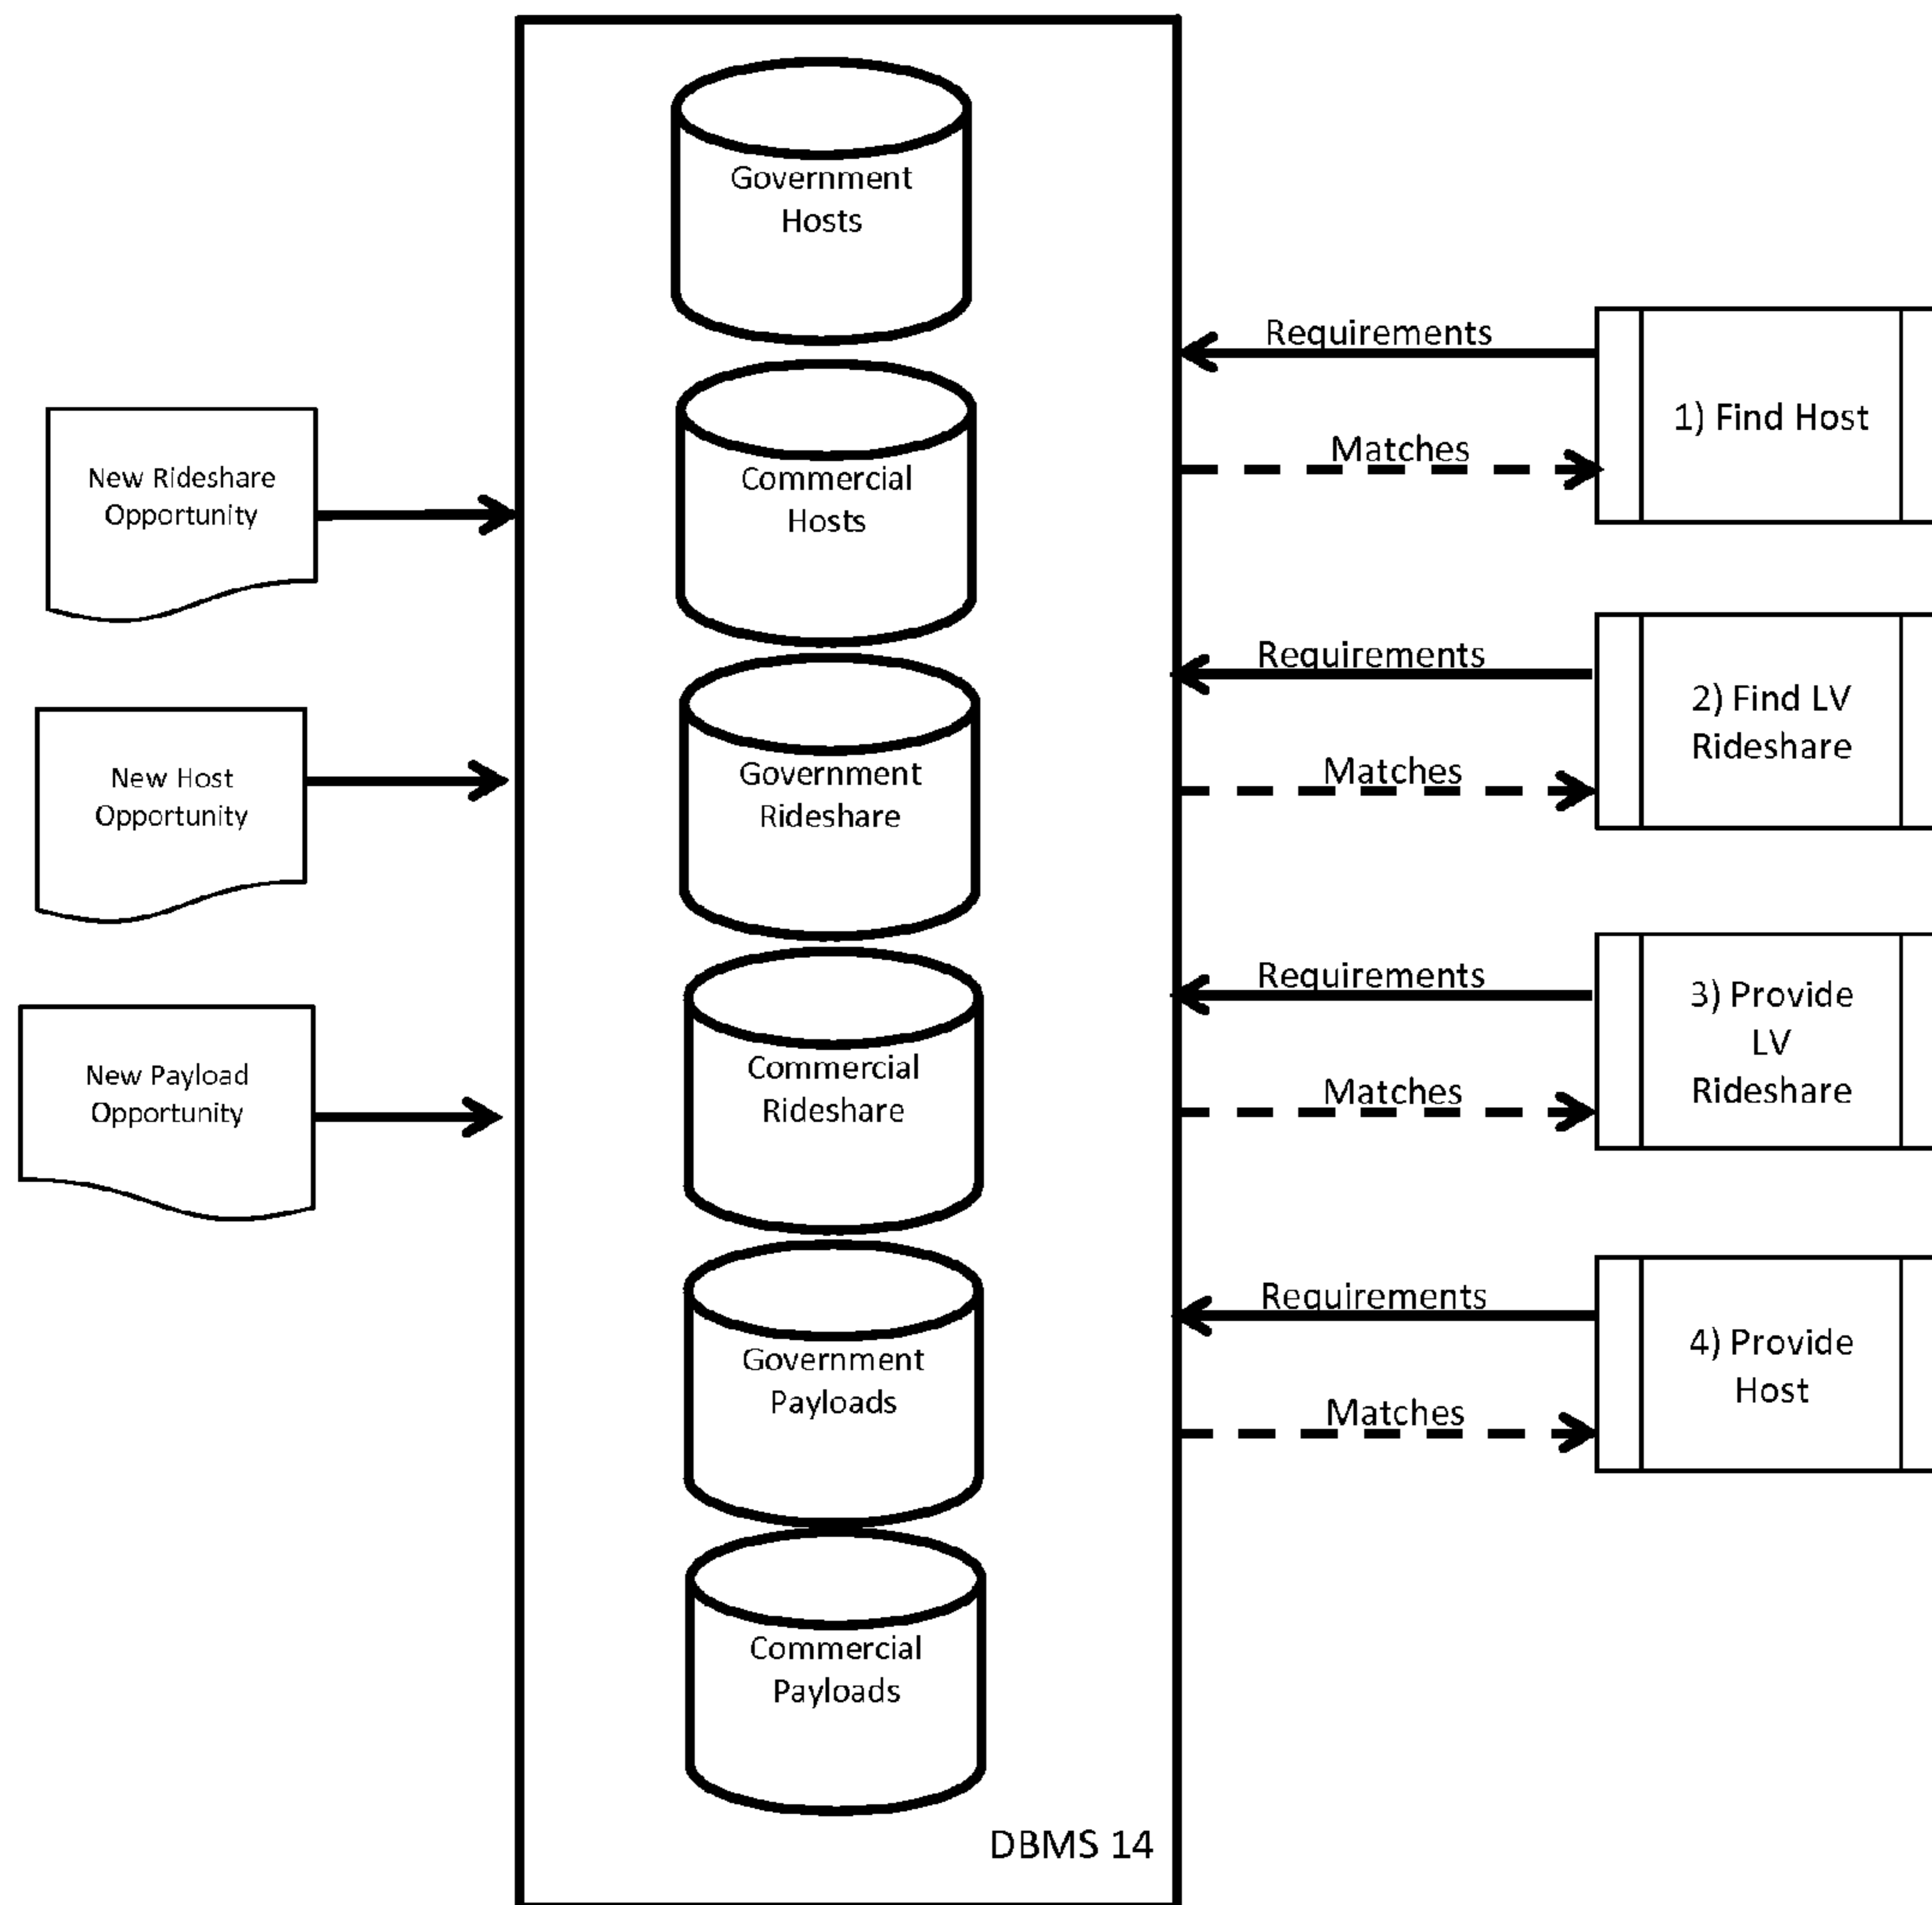 New Rideshare
Opportunity
New Host
Opportunity
New Payload
Opportunity
Government
Hosts
Commercial
Hosts
Government
Rideshare
Commercial
Rideshare
Government
Payloads
Commercial
Payloads
DBMS 14
Requirements
Matches
1) Find Host
Requirements
Matches
2) Find LV
Rideshare
Requirements
Matches
3) Provide
LV
Rideshare
Requirements
Matches
4) Provide
Host